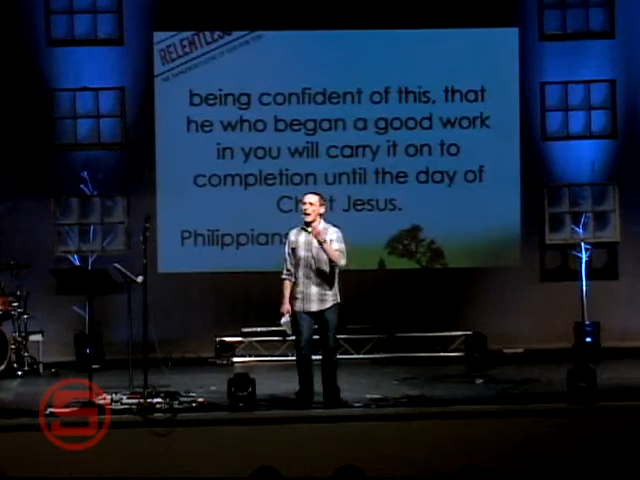 RELENTLESS
being confident of this, that
he who began a good work
in you will carry it on to
completion until the day of
Jesus.